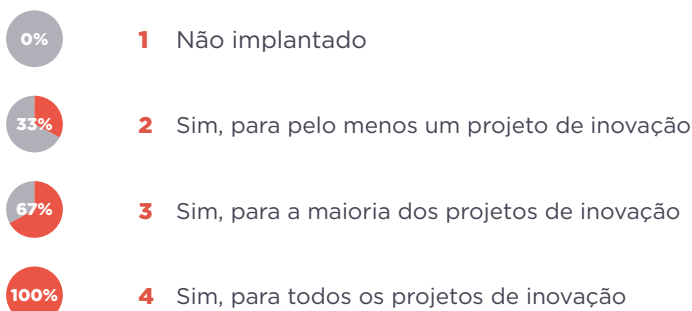 0% 1 Não implantado
33% 2 Sim, para pelo menos um projeto de inovação
67% 3 Sim, para a maioria dos projetos de inovação
100% 4 Sim, para todos os projetos de inovação